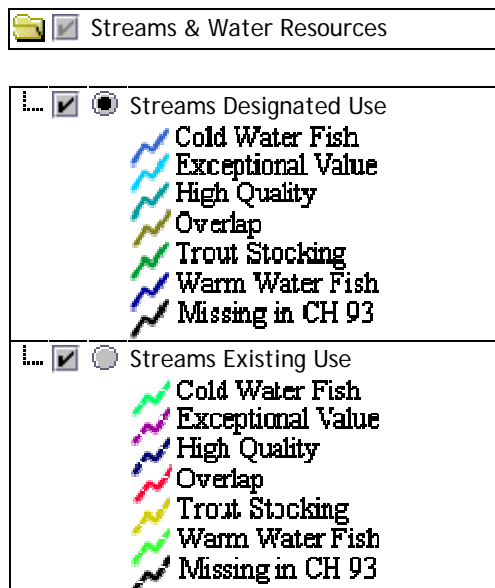 Streams & Water Resources
Streams Designated Use
Cold Water Fish
Exceptional Value
High Quality
Overlap
Trout Stocking
Warm Water Fish
Missing in CH 93
Streams Existing Use
Cold Water Fish
Exceptional Value
High Quality
Overlap
Trout Stocking
Warm Water Fish
Missing in CH 93